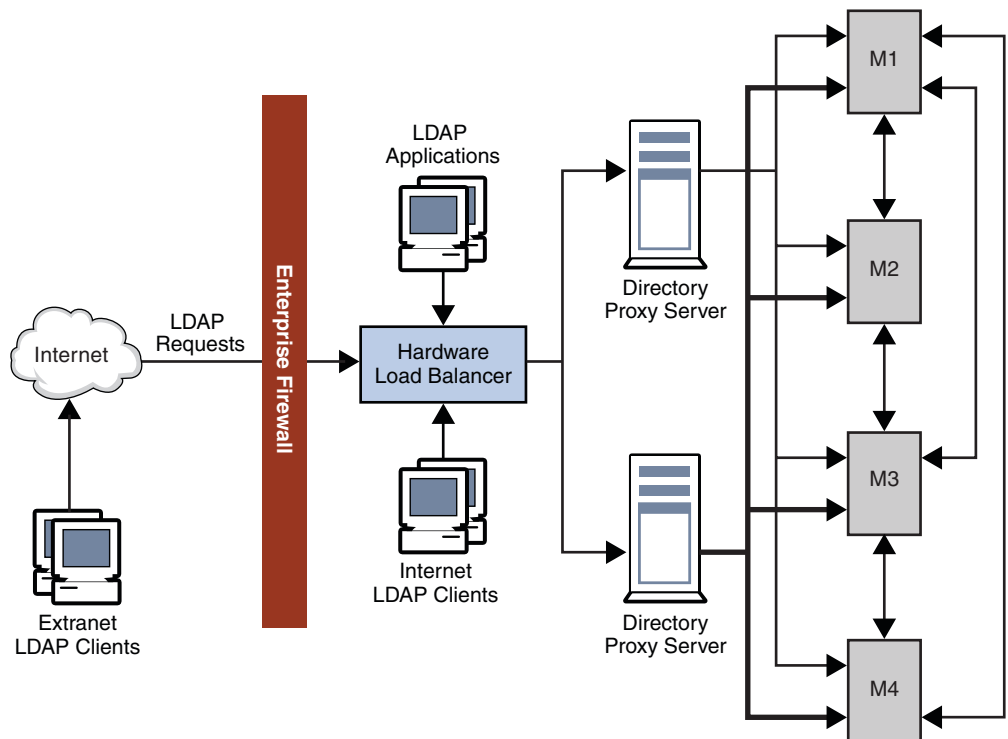 Internet
Extranet
LDAP Clients
LDAP
Requests
Enterprise Firewall
LDAP
Applications
Hardware
Load Balancer
Internet
LDAP Clients
Directory
Proxy Server
Directory
Proxy Server
M1
M2
M3
M4